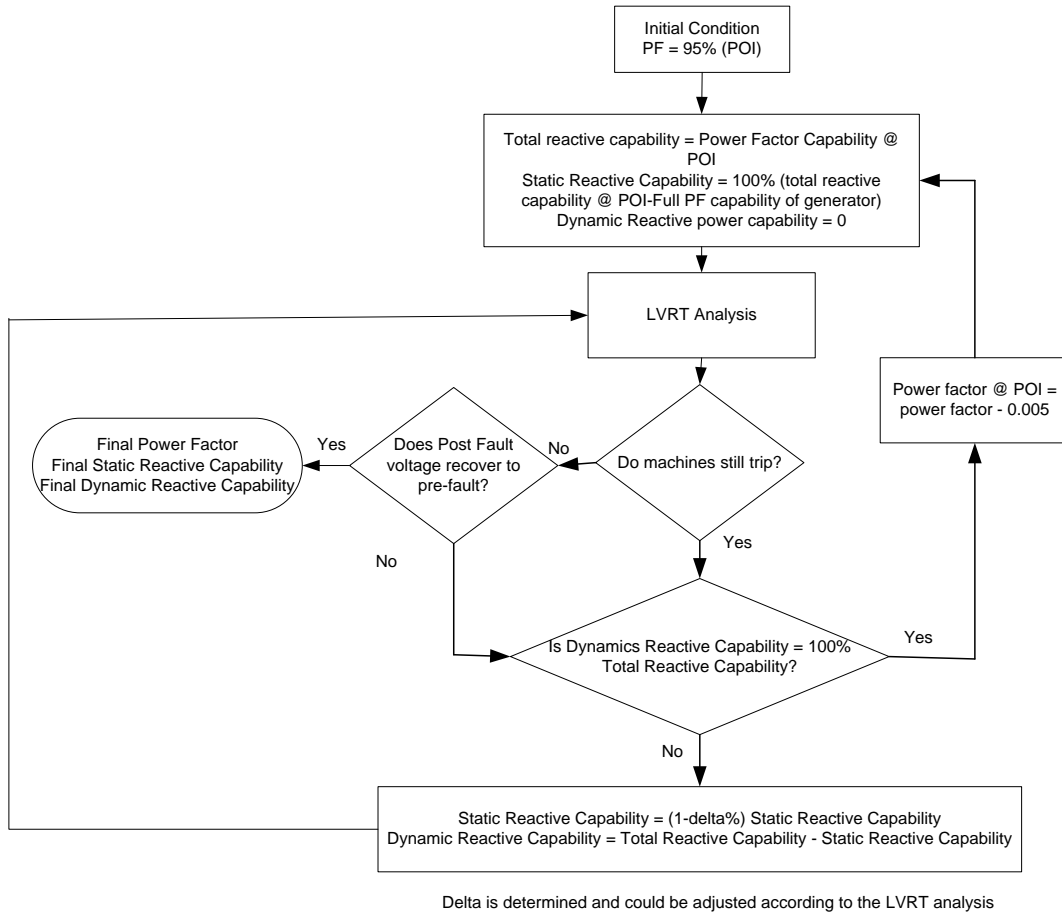 Initial Condition
PF = 95% (POI)
Total reactive capability = Power Factor Capability @
POI
Static Reactive Capability = 100% (total reactive
capability @ POI-Full PF capability of generator)
Dynamic Reactive power capability = 0
LVRT Analysis
Power factor @ POI =
power factor - 0.005
Final Power Factor
Final Static Reactive Capability
Final Dynamic Reactive Capability
Yes
Does Post Fault
voltage recover to
pre-fault?
No
Do machines still trip?
No
Yes
Is Dynamics Reactive Capability = 100%
Total Reactive Capability?
Yes
No
Static Reactive Capability = (1-delta%) Static Reactive Capability
Dynamic Reactive Capability = Total Reactive Capability - Static Reactive Capability
Delta is determined and could be adjusted according to the LVRT analysis